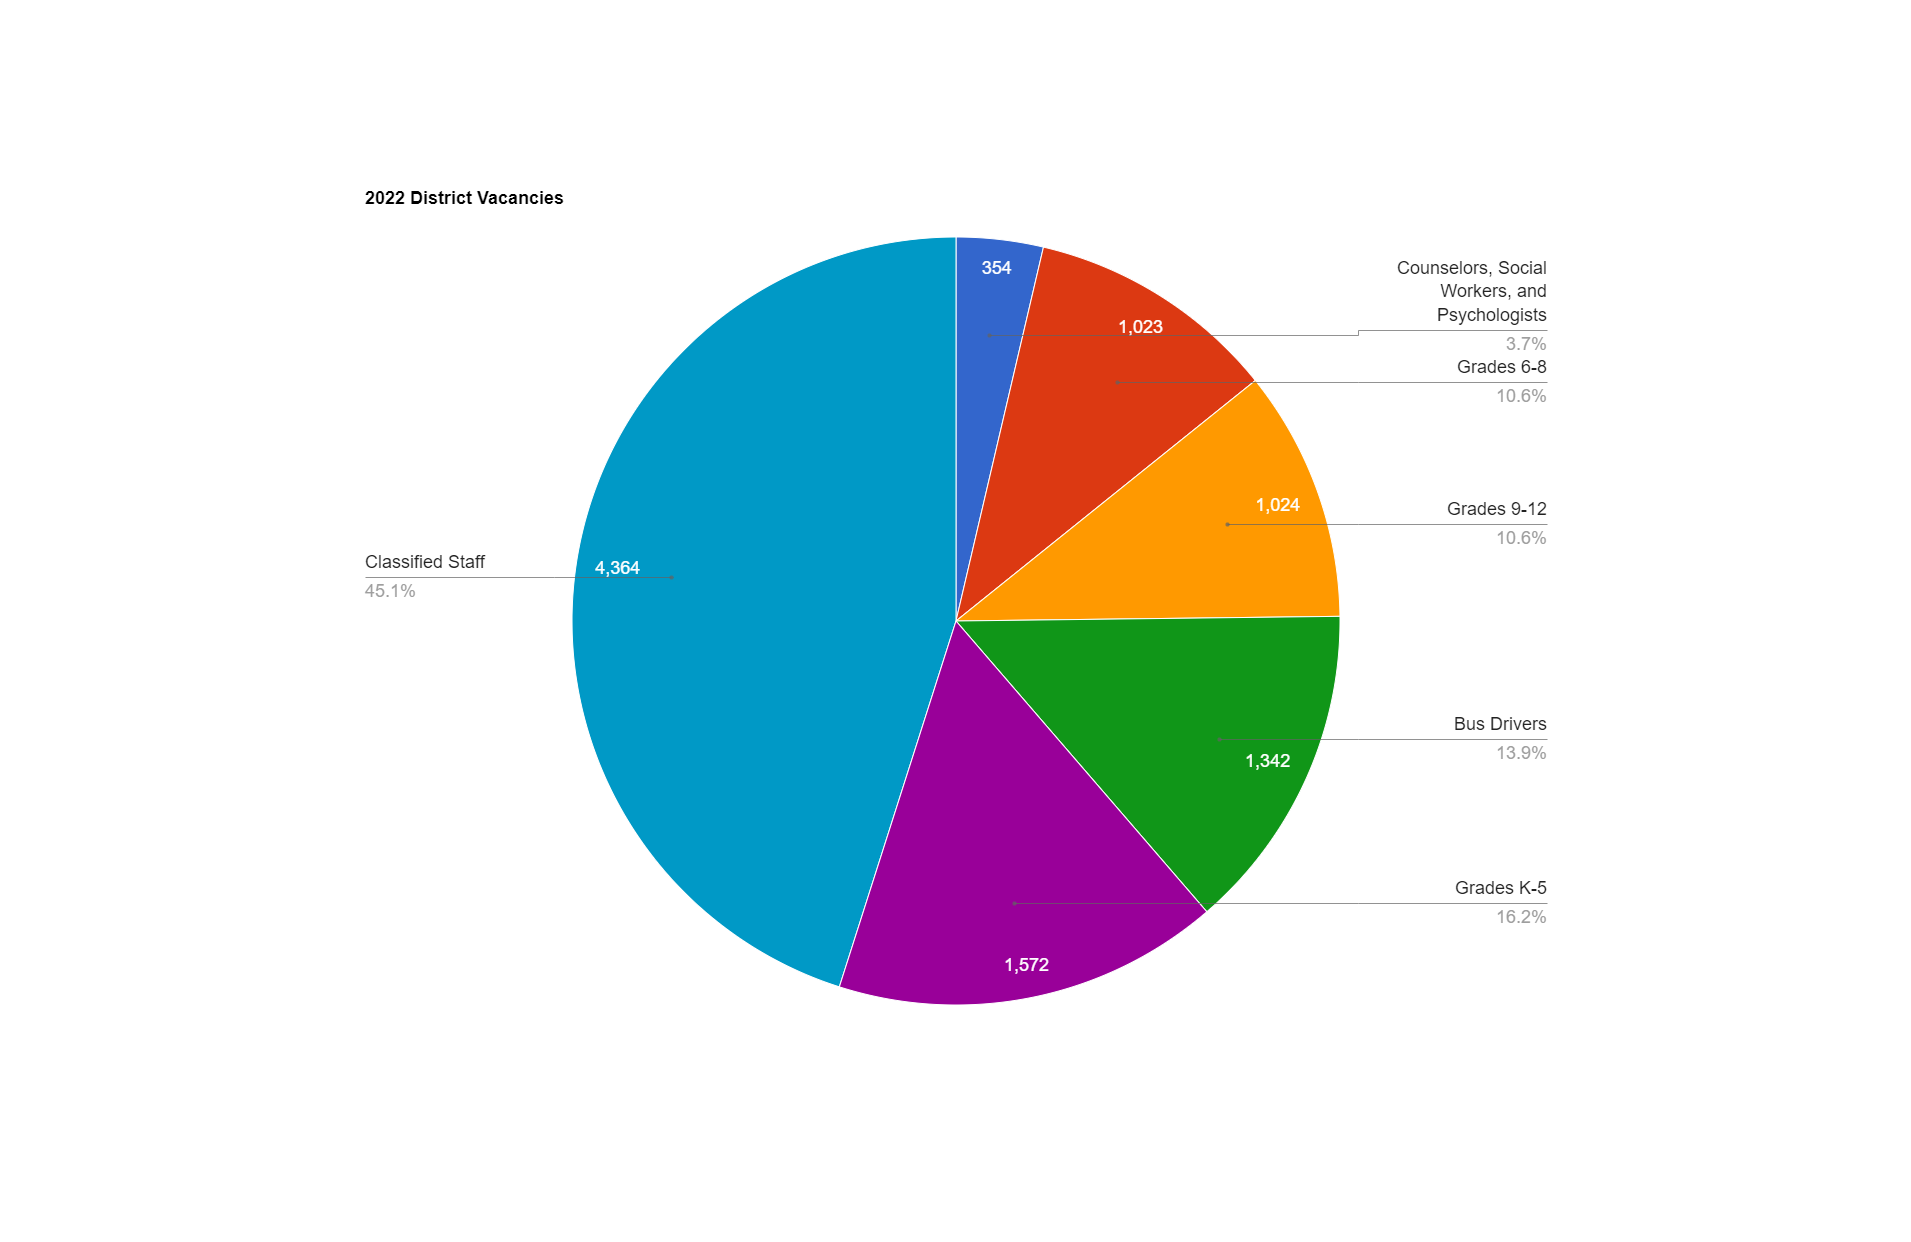 2022 District Vacancies
354
1,023
1,024
1,342
1,572
4,364
Counselors, Social
Workers, and
Psychologists
3.7%
Grades 6-8
10.6%
Grades 9-12
10.6%
Bus Drivers
13.9%
Grades K-5
16.2%
Classified Staff
45.1%